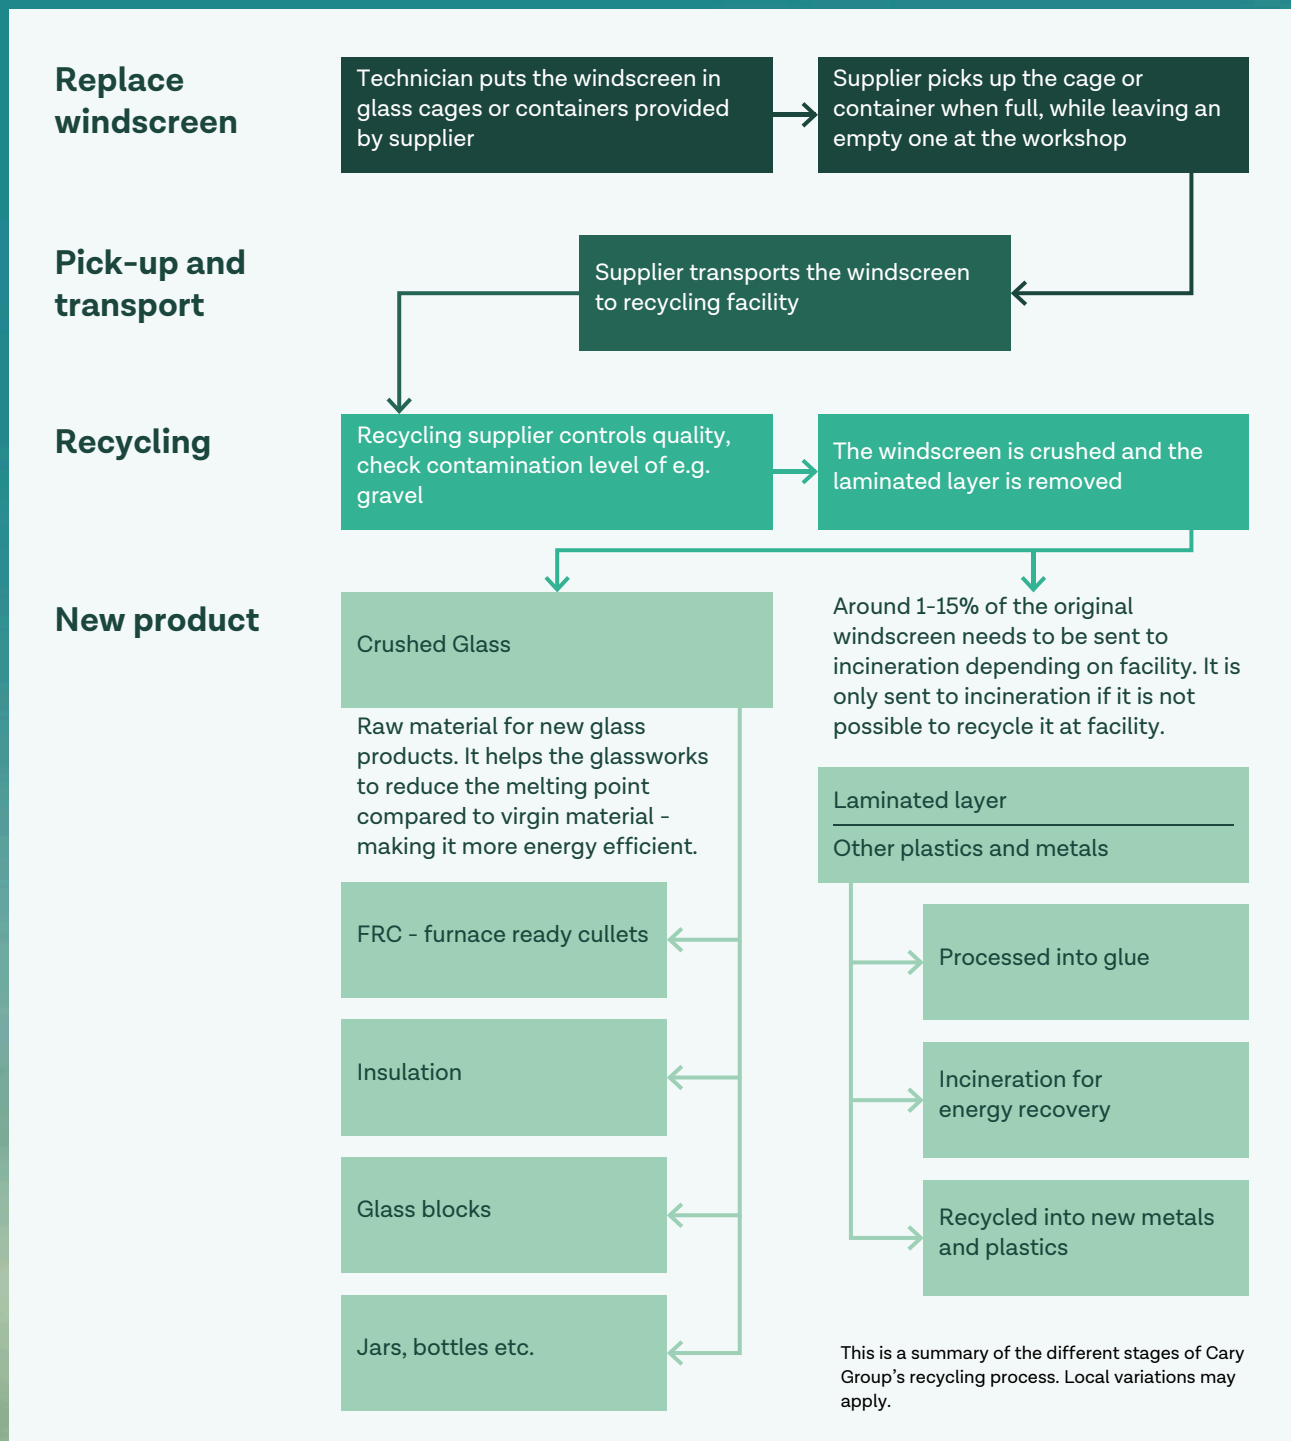 Replace
windscreen
Technician puts the windscreen in
glass cages or containers provided
by supplier
Supplier picks up the cage or
container when full, while leaving an
empty one at the workshop
Pick-up and
transport
Supplier transports the windscreen
to recycling facility
Recycling
Recycling supplier controls quality,
check contamination level of e.g.
gravel
The windscreen is crushed and the
laminated layer is removed
New product
Crushed Glass
Raw material for new glass
products. It helps the glassworks
to reduce the melting point
compared to virgin material -
making it more energy efficient.
FRC - furnace ready cullets
Insulation
Glass blocks
Jars, bottles etc.
Around 1-15% of the original
windscreen needs to be sent to
incineration depending on facility. It is
only sent to incineration if it is not
possible to recycle it at facility.
Laminated layer
Other plastics and metals
Processed into glue
Incineration for
energy recovery
Recycled into new metals
and plastics
This is a summary of the different stages of Cary
Group's recycling process. Local variations may
apply.